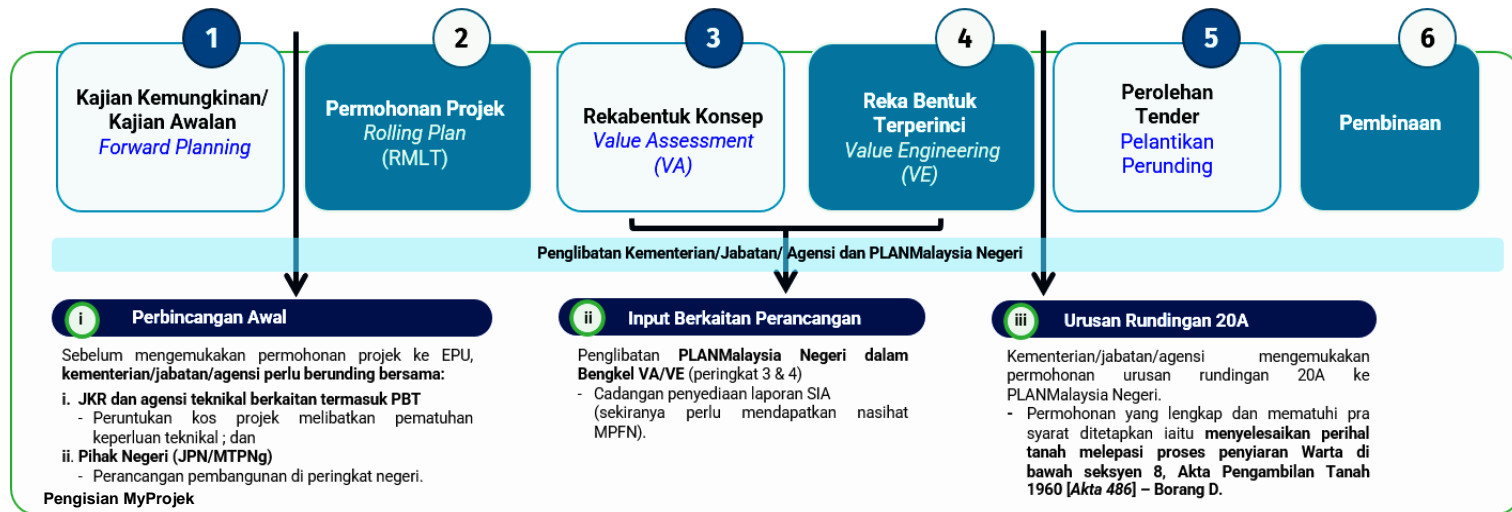 1
Kajian Kemungkinan/
Kajian Awalan
Forward Planning
2
Permohonan Projek
Rolling Plan
(RMLT)
3
Rekabentuk Konsep
Value Assessment
(VA)
4
Reka Bentuk
Terperinci
Value Engineering
(VE)
5
Perolehan
Tender
Pelantikan
Perunding
6
Pembinaan
Penglibatan Kementerian/Jabatan/ Agensi dan PLANMalaysia Negeri
i Perbincangan Awal
Sebelum mengemukakan permohonan projek ke EPU,
kementerian/jabatan/agensi perlu berunding bersama:
i. JKR dan agensi teknikal berkaitan termasuk PBT
- Peruntukan kos projek melibatkan pematuhan
keperluan teknikal ; dan
ii. Pihak Negeri (JPN/MTPNg)
- Perancangan pembangunan di peringkat negeri.
Pengisian MyProjek
ii Input Berkaitan Perancangan
Penglibatan PLANMalaysia Negeri dalam
Bengkel VA/VE (peringkat 3 & 4)
- Cadangan penyediaan laporan SIA
(sekiranya perlu mendapatkan nasihat
MPFN).
iii Urusan Rundingan 20A
Kementerian/jabatan/agensi mengemukakan
permohonan urusan rundingan 20A ke
PLANMalaysia Negeri.
- Permohonan yang lengkap dan mematuhi pra
syarat ditetapkan iaitu menyelesaikan perihal
tanah melepasi proses penyiaran Warta di
bawah seksyen 8, Akta Pengambilan Tanah
1960 [Akta 486] – Borang D.